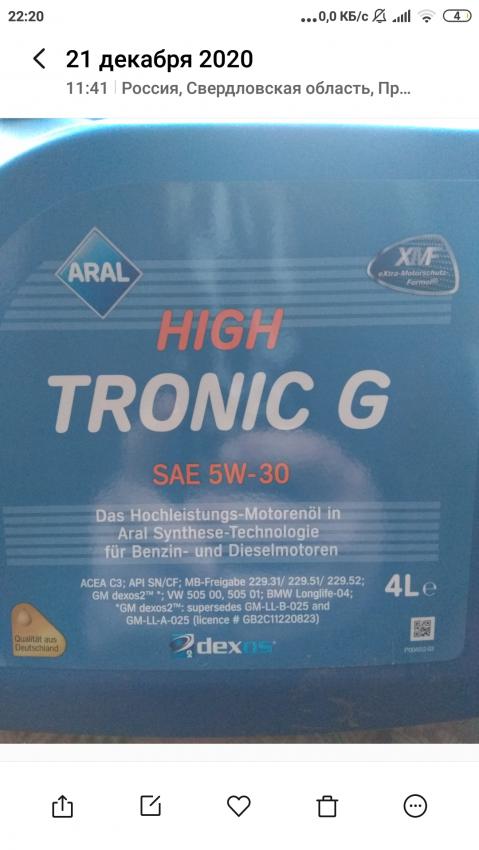 22:20
...0,0 КБ/с
4
21 декабря 2020
11:41 | Россия, Свердловская область, Пр...
ARAL
XMF
eXtra-Motorschutz-
Formel®
HIGH
TRONIC G
SAE 5W-30
Das Hochleistungs-Motorenöl in
Aral Synthese-Technologie
für Benzin- und Dieselmotoren
ACEA C3; API SN/CF; MB-Freigabe 229.31/ 229.51/ 229.52;
GM dexos2™ *; VW 505 00, 505 01; BMW Longlife-04;
*GM dexos2™: supersedes GM-LL-B-025 and
GM-LL-A-025 (licence # GB2C11220823)
4L e
Qualität aus
Deutschland
2 dexos®